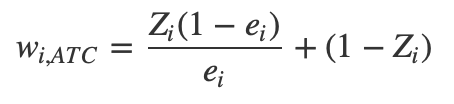 w_{i,ATC} = \frac{Z_i(1 − e_i)}{e_i} + (1 − Z_i)